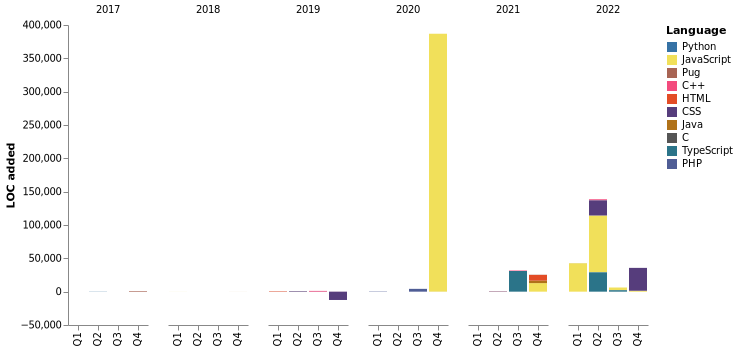 2017 2018 2019 2020 2021 2022
LOC added
400,000
350,000
300,000
250,000
200,000
150,000
100,000
50,000
0
−50,000
Q1 Q2 Q3 Q4 Q1 Q2 Q3 Q4 Q1 Q2 Q3 Q4 Q1 Q2 Q3 Q4 Q1 Q2 Q3 Q4 Q1 Q2 Q3 Q4
Language
Python
JavaScript
Pug
C++
HTML
CSS
Java
C
TypeScript
PHP